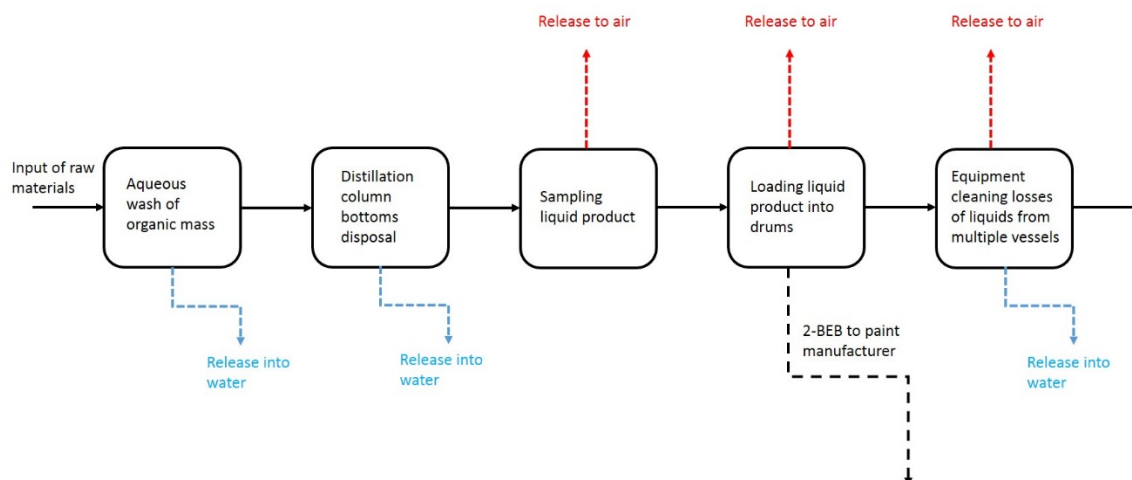 Release to air
Release to air
Release to air
Input of raw
materials
Aqueous
wash of
organic mass
Distillation
column
bottoms
disposal
Sampling
liquid product
Loading liquid
product into
drums
Equipment
cleaning losses
of liquids from
multiple vessels
Release into
water
Release into
water
2-BEB to paint
manufacturer
Release into
water